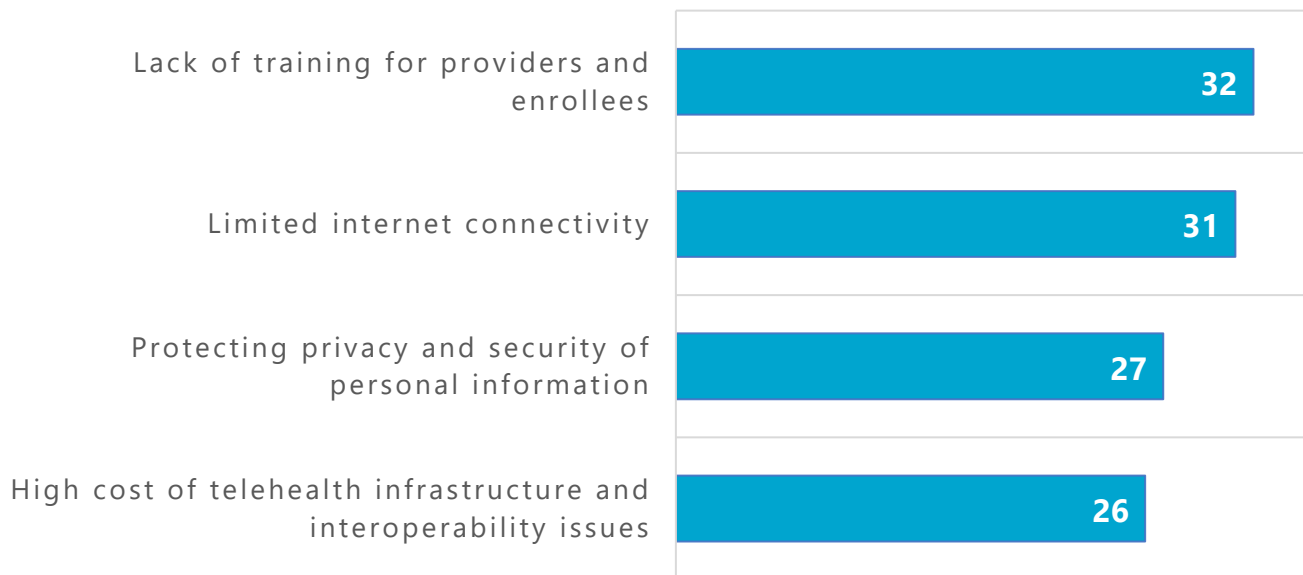 Lack of training for providers and
enrollees
32
Limited internet connectivity
31
Protecting privacy and security of
personal information
27
High cost of telehealth infrastructure and
interoperability issues
26